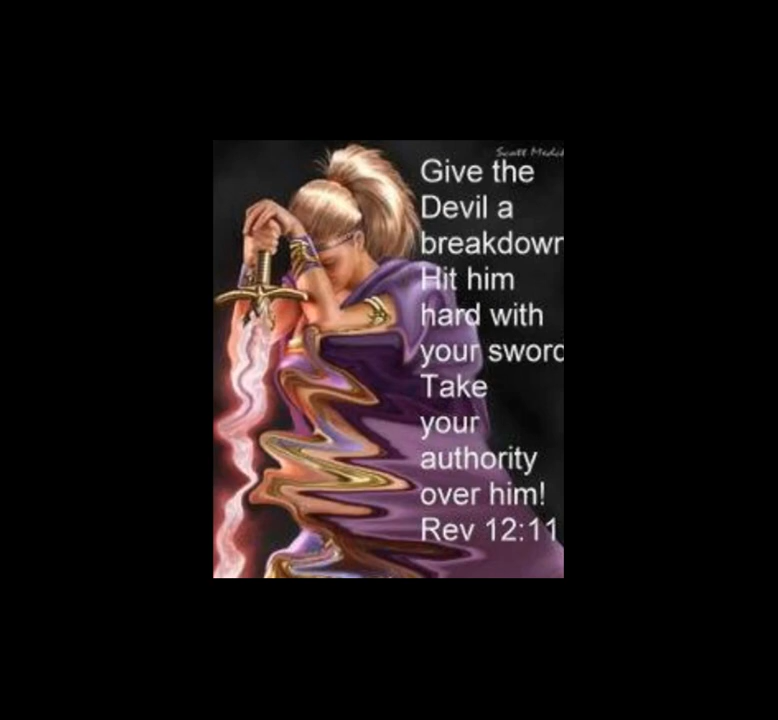 Give the
Devil a
breakdown
Hit him
hard with
your sword
Take
your
authority
over him!
Rev 12:11